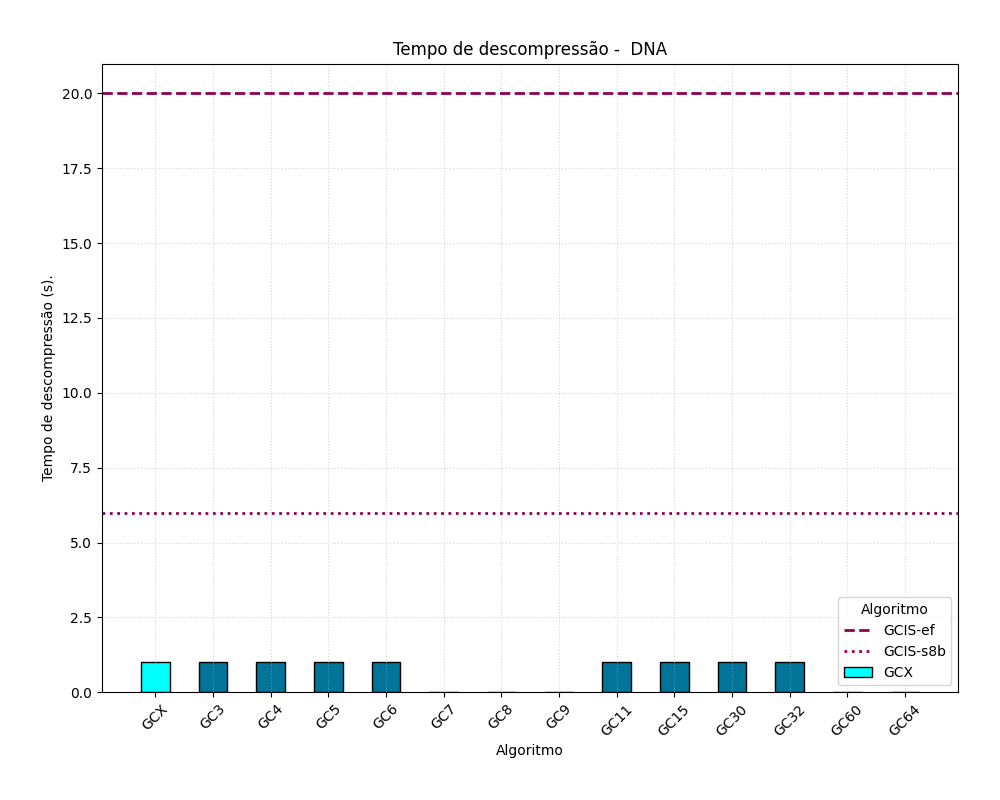 Tempo de descompressão -  DNA
Tempo de descompressão (s).
20.0
17.5
15.0
12.5
10.0
7.5
5.0
2.5
0.0
Algoritmo
GCIS-ef
GCIS-s8b
GCX
GCX
GC3
GC4
GC5
GC6
GC7
GC8
GC9
GC11
GC15
GC30
GC32
GC60
GC64
Algoritmo